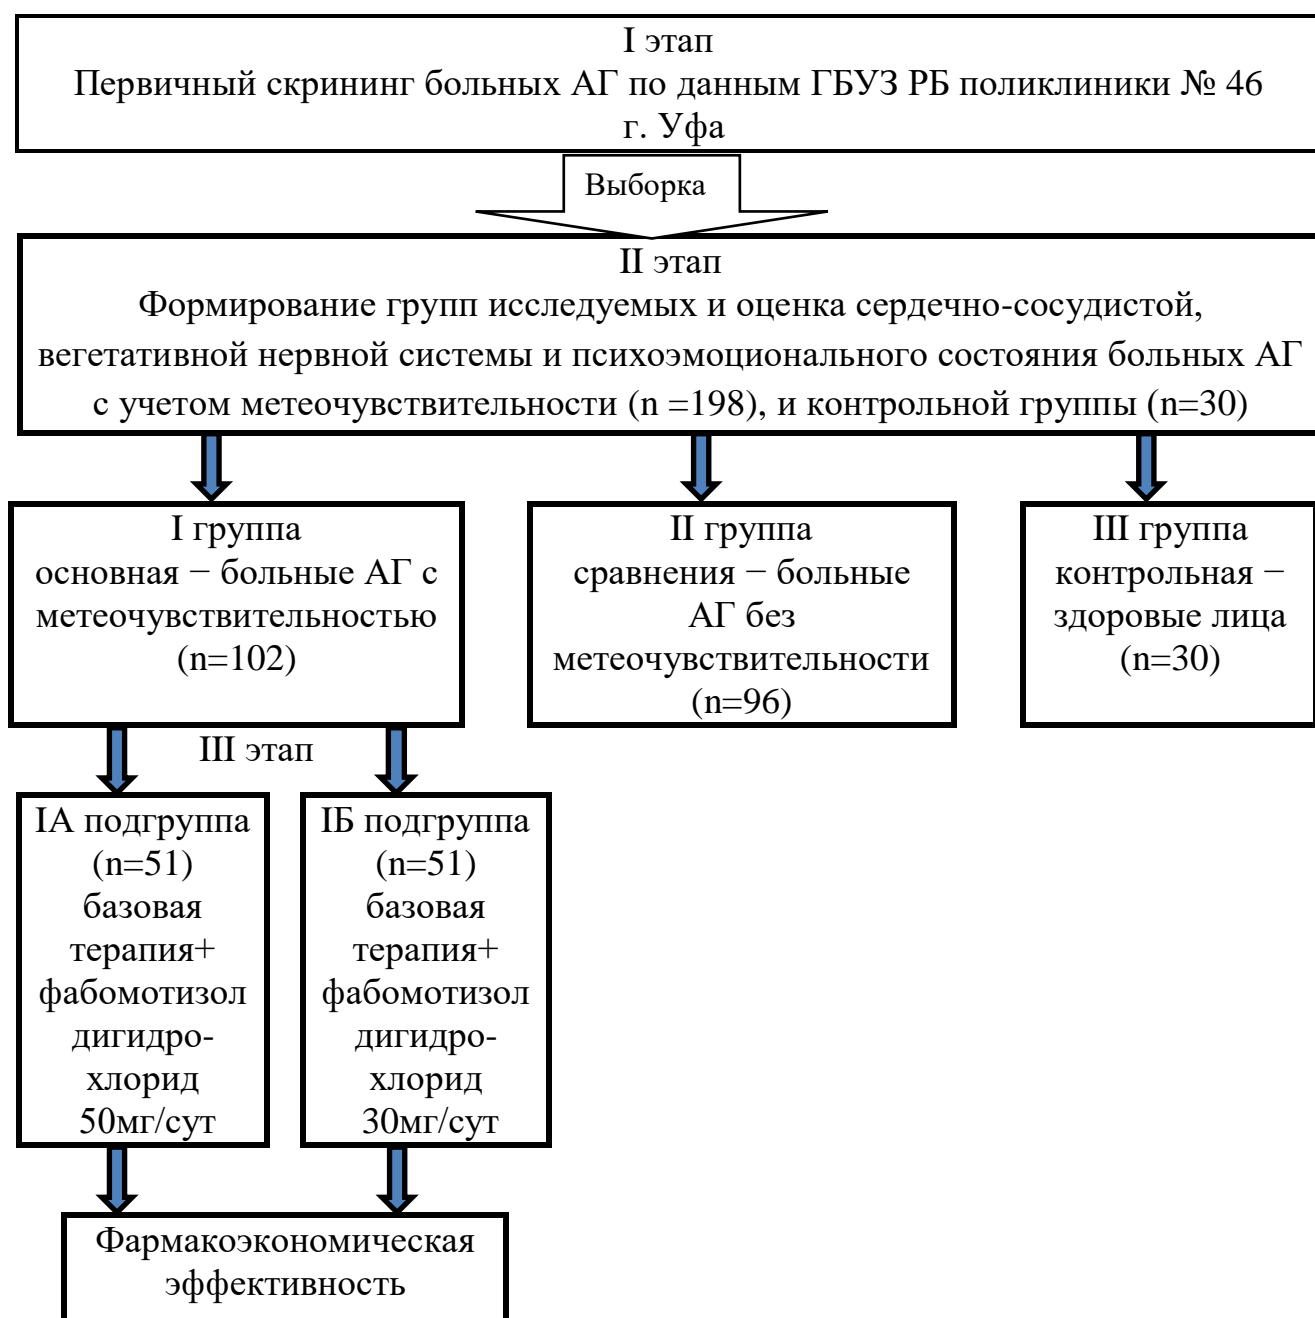 I этап
Первичный скрининг больных АГ по данным ГБУЗ РБ поликлиники № 46
г. Уфа
Выборка
II этап
Формирование групп исследуемых и оценка сердечно-сосудистой,
вегетативной нервной системы и психоэмоционального состояния больных АГ
с учетом метеочувствительности (n =198), и контрольной группы (n=30)
I группа
основная − больные АГ с
метеочувствительностью
(n=102)
II группа
сравнения − больные
АГ без
метеочувствительности
(n=96)
III группа
контрольная −
здоровые лица
(n=30)
III этап
IА подгруппа
(n=51)
базовая
терапия+
фабомотизол
дигидро-
хлорид
50мг/сут
IБ подгруппа
(n=51)
базовая
терапия+
фабомотизол
дигидро-
хлорид
30мг/сут
Фармакоэкономическая
эффективность